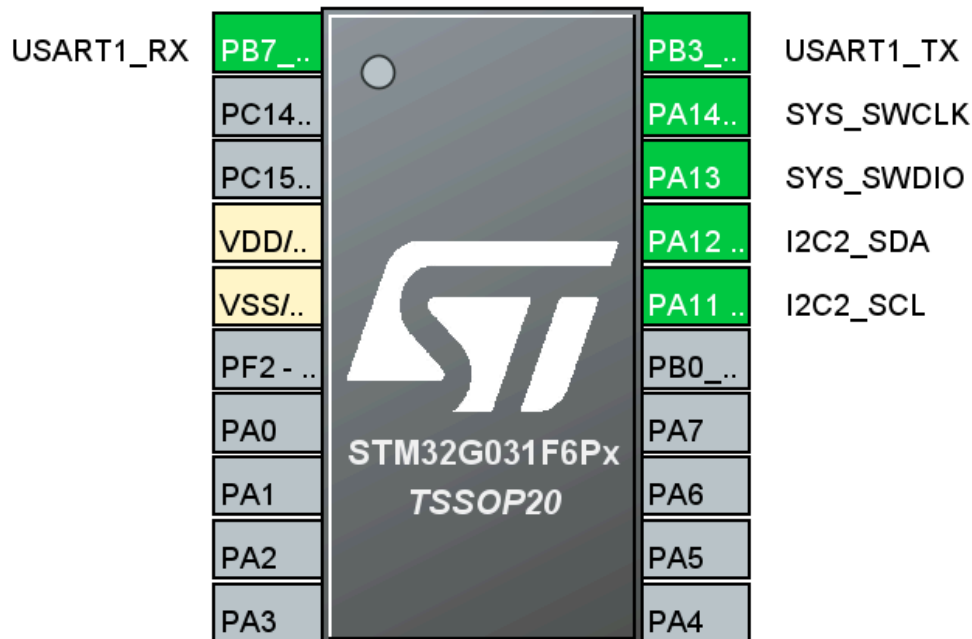 USART1_RX PB7_.. PB3_.. USART1_TX
PC14.. PA14.. SYS_SWCLK
PC15.. PA13 SYS_SWDIO
VDD/.. PA12 .. I2C2_SDA
VSS/.. PA11 .. I2C2_SCL
PF2 - .. PB0_..
PA0 PA7
STM32G031F6Px
PA1 PA6
TSSOP20
PA2 PA5
PA3 PA4